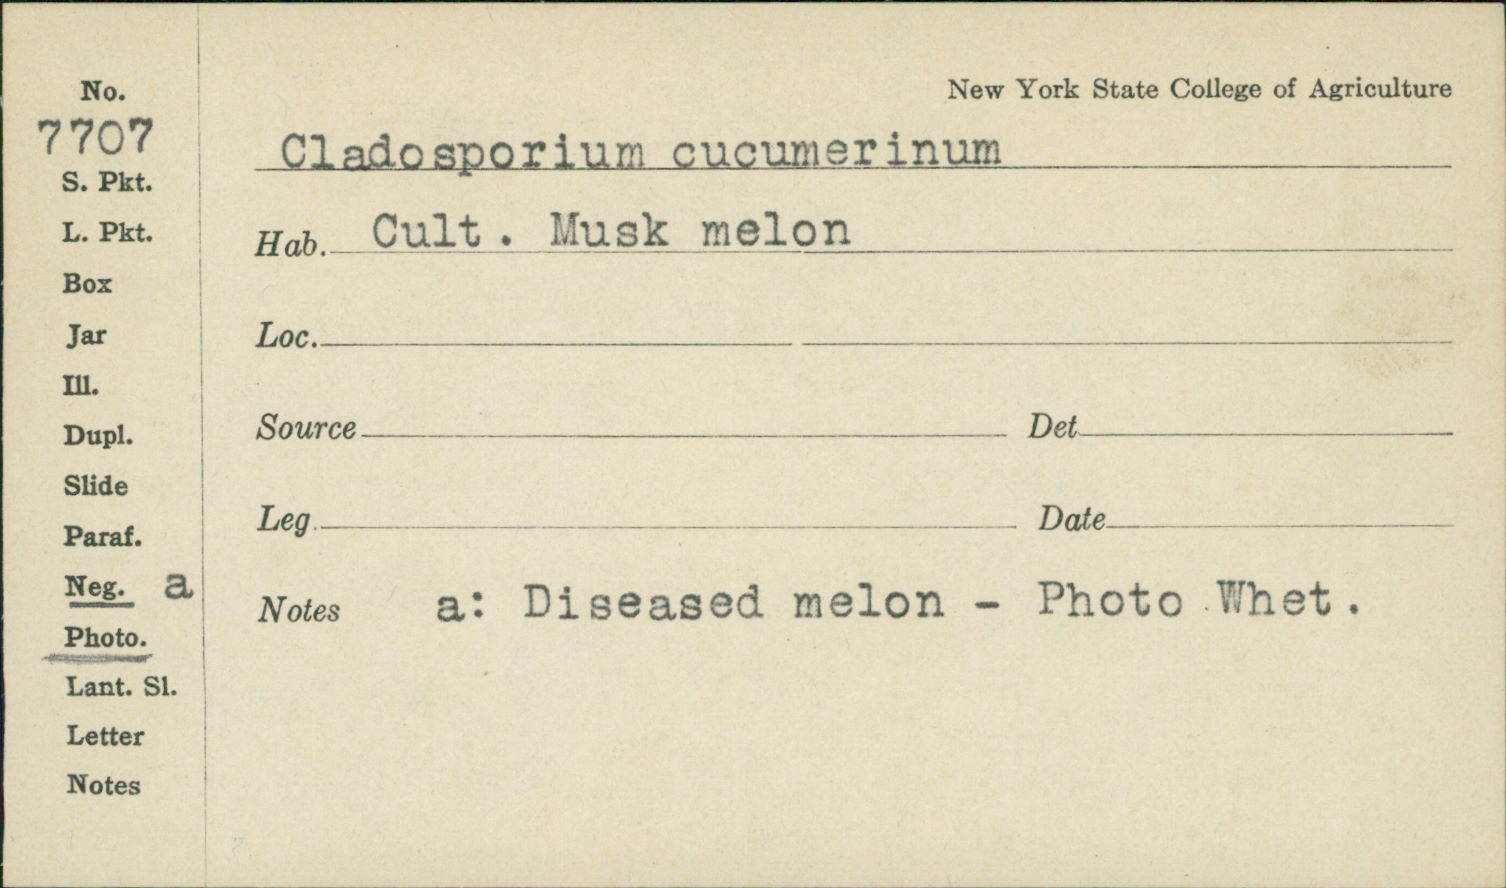 No.
7707
S. Pkt.
L. Pkt.
Box
Jar
Ill.
Dupl.
Slide
Paraf.
Neg. a
Photo.
Lant. Sl.
Letter
Notes
New York State College of Agriculture
Cladosporium cucumerinum
Hab. Cult. Musk melon
Loc.
Source Det.
Leg. Date
Notes a: Diseased melon - Photo Whet.